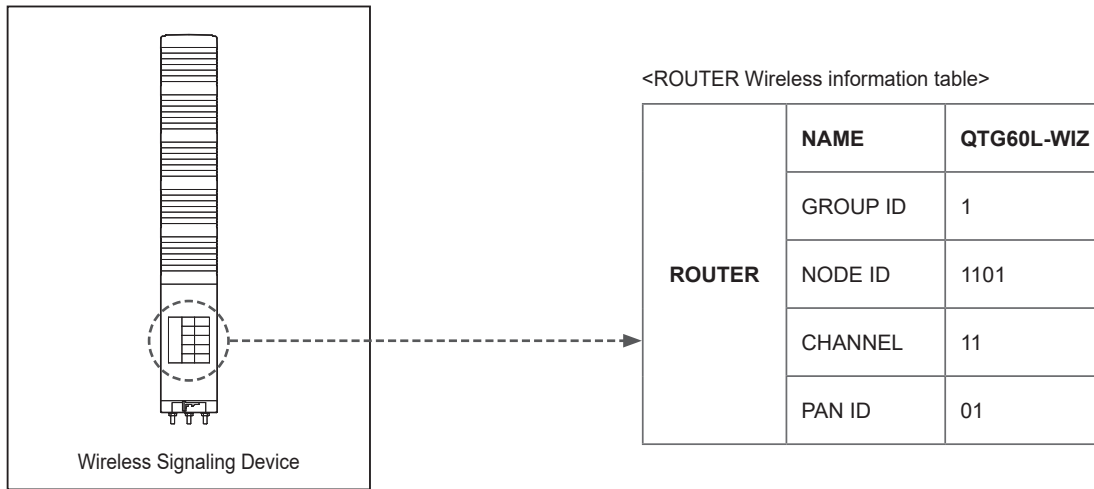 <ROUTER Wireless information table>
ROUTER
NAME QTG60L-WIZ
GROUP ID 1
NODE ID 1101
CHANNEL 11
PAN ID 01
Wireless Signaling Device